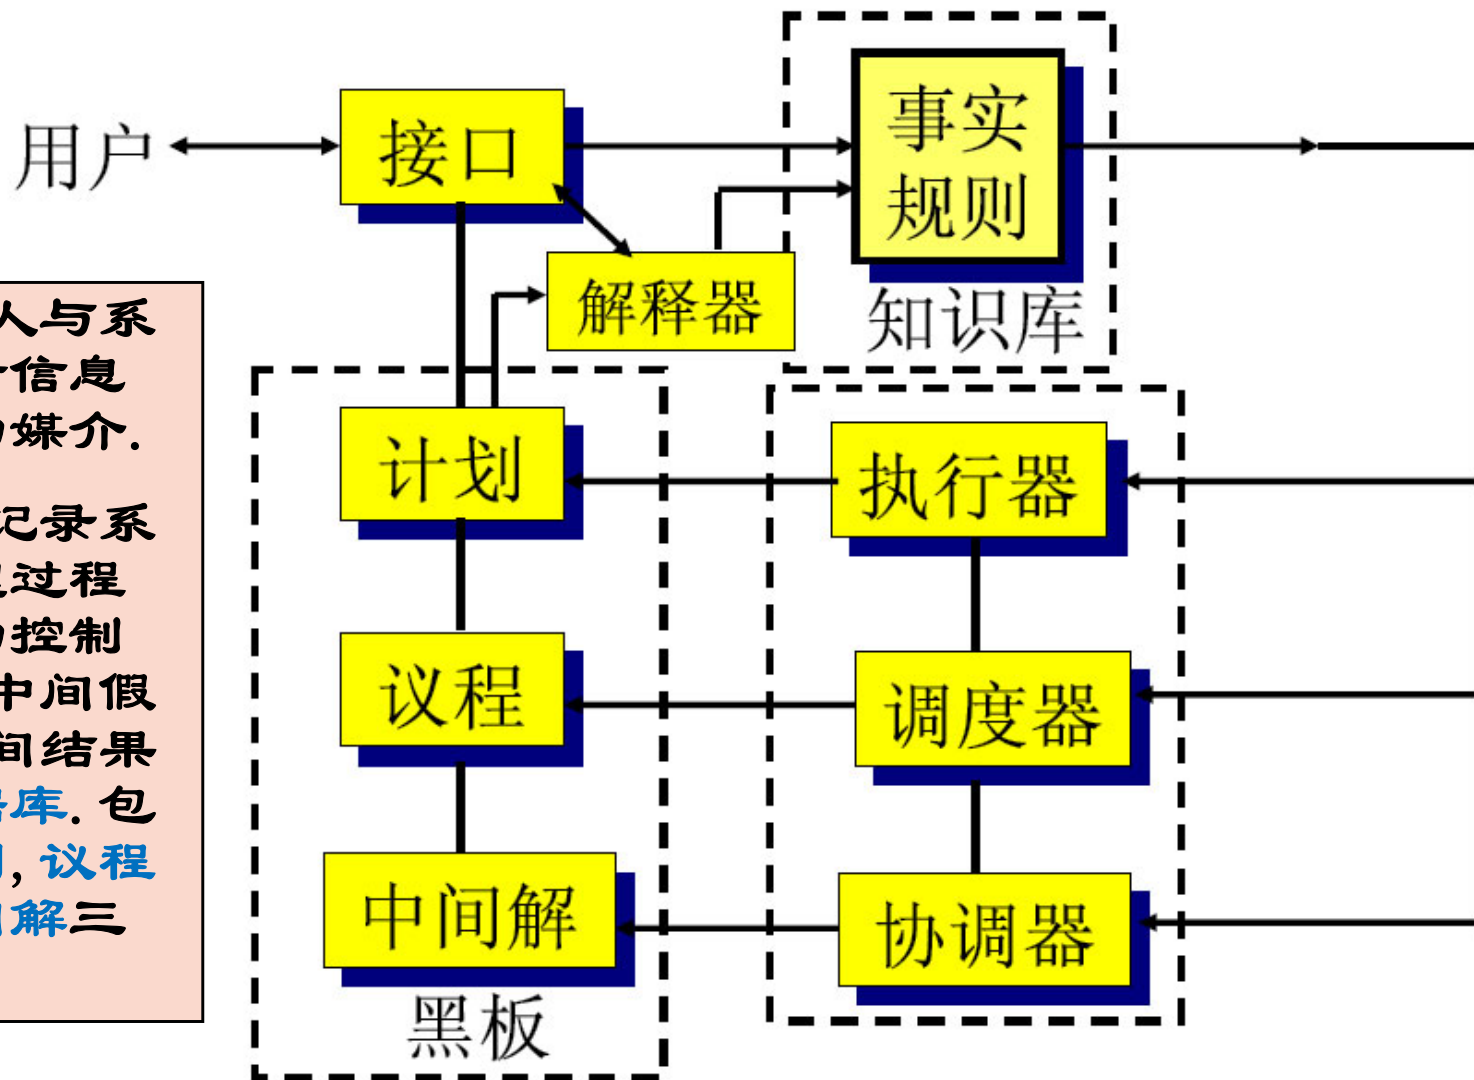 用户
接口
事实
规则
解释器
知识库
人与系
信息
媒介.
记录系
过程
控制
中间假
间结果
库. 包
, 议程
解三
计划
议程
中间解
黑板
执行器
调度器
协调器